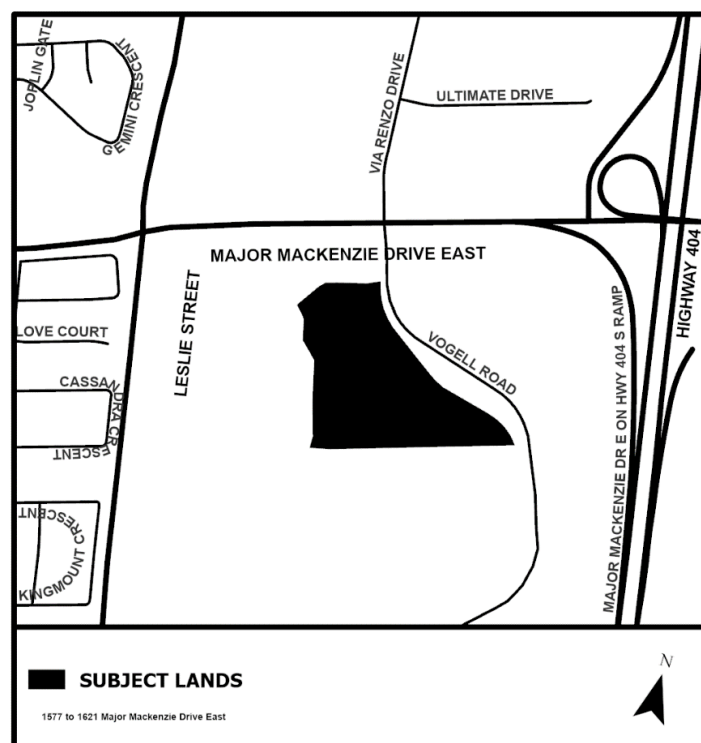 JOPLIN GATE
GEMINI CRESCENT
VIA RENZO DRIVE
ULTIMATE DRIVE
MAJOR MACKENZIE DRIVE EAST
HIGHWAY 404
LESLIE STREET
LOVE COURT
VOGELL ROAD
MAJOR MACKENZIE DR E ON HWY 404 S RAMP
CASSANDRA CRESCENT
KINGMOUNT CRESCENT
N
SUBJECT LANDS
1577 to 1621 Major Mackenzie Drive East